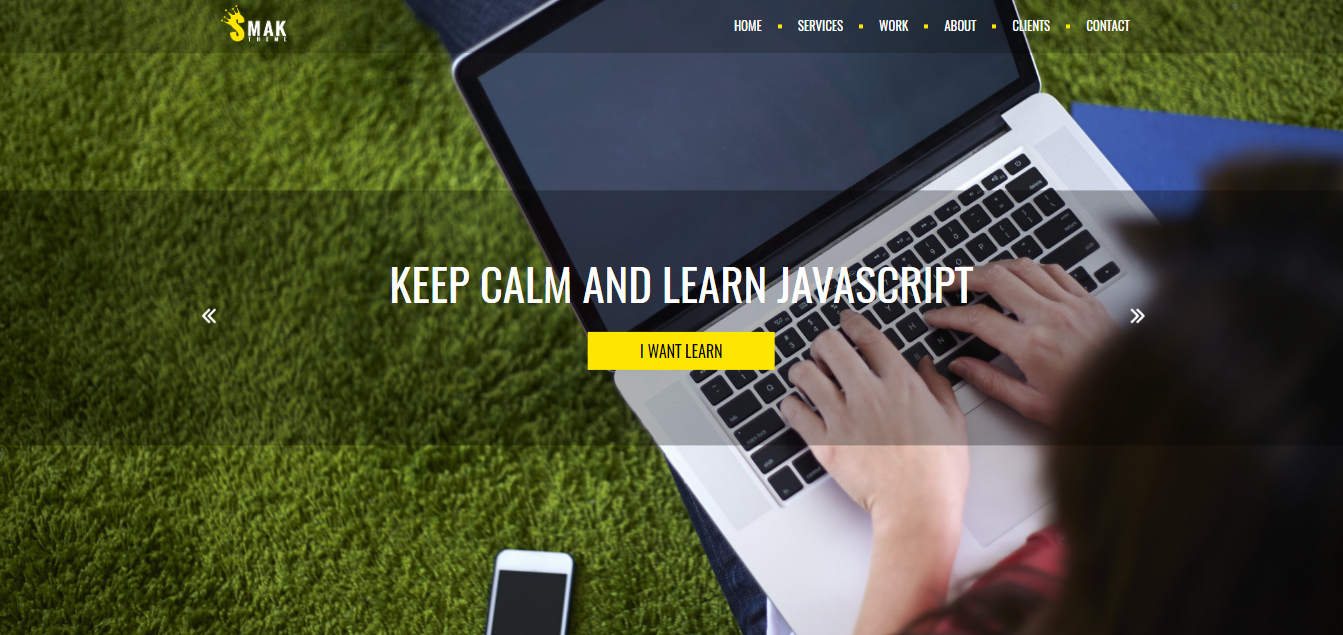 SMAK
THEME
HOME SERVICES WORK ABOUT CLIENTS CONTACT
KEEP CALM AND LEARN JAVASCRIPT
I WANT LEARN